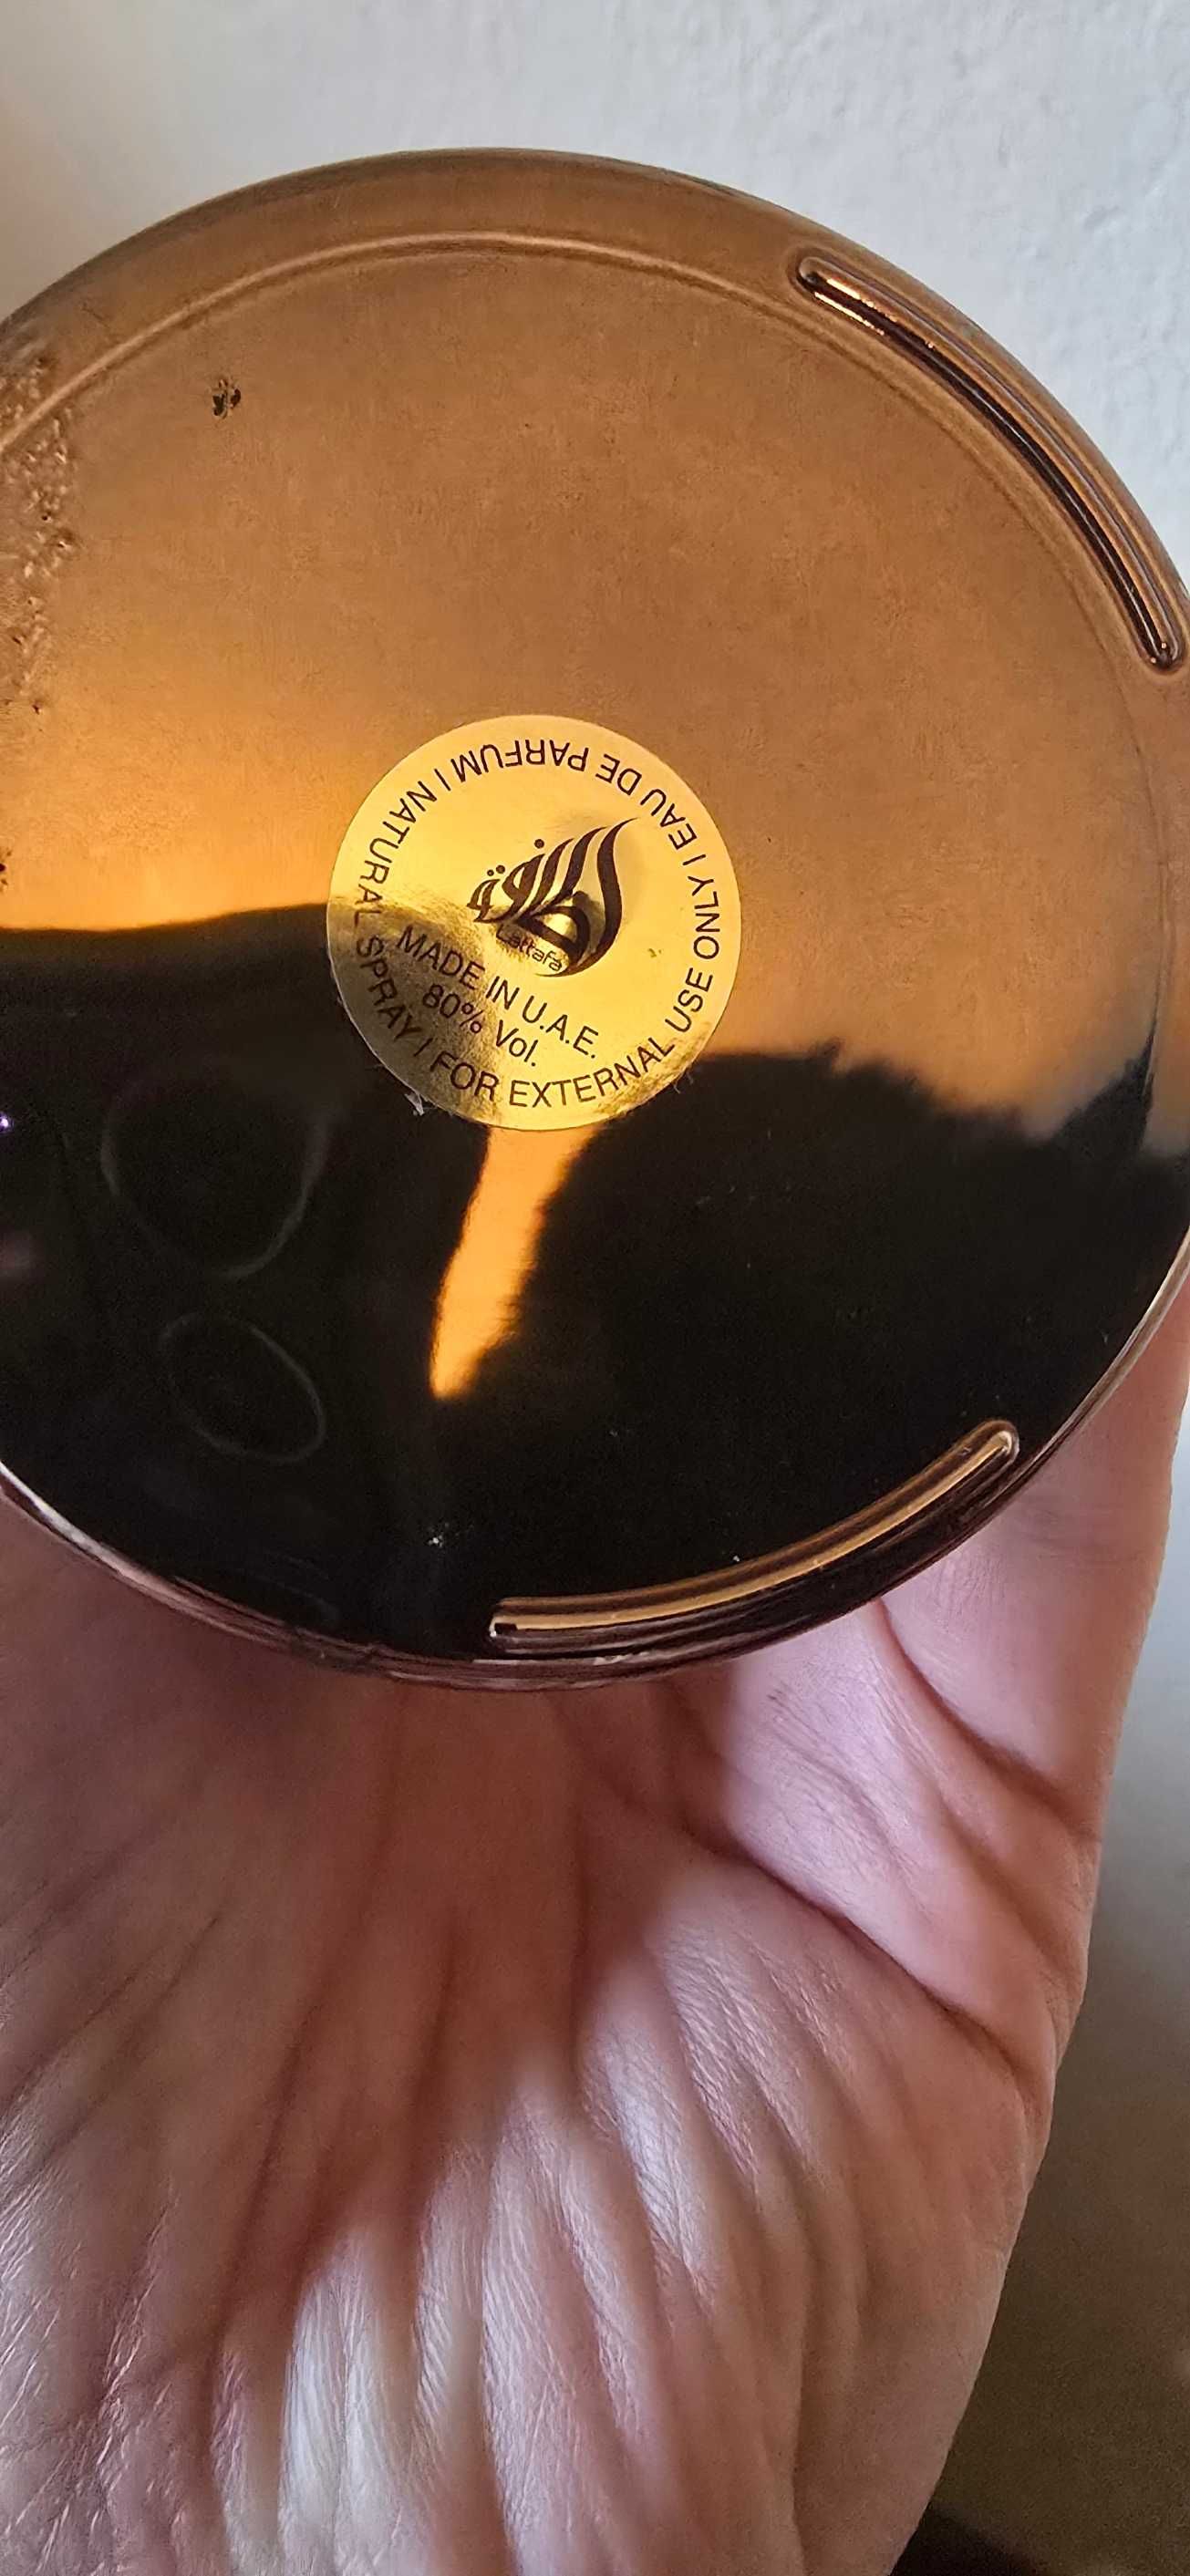 لطافة
Lattafa
MADE IN U.A.E.
80% Vol.
EAU DE PARFUM | NATURAL SPRAY | FOR EXTERNAL USE ONLY |